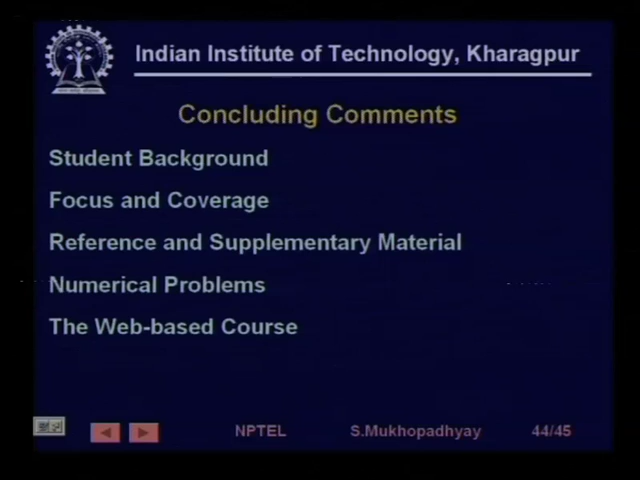 Indian Institute of Technology, Kharagpur
Concluding Comments
Student Background
Focus and Coverage
Reference and Supplementary Material
Numerical Problems
The Web-based Course
NPTEL S.Mukhopadhyay 44/45